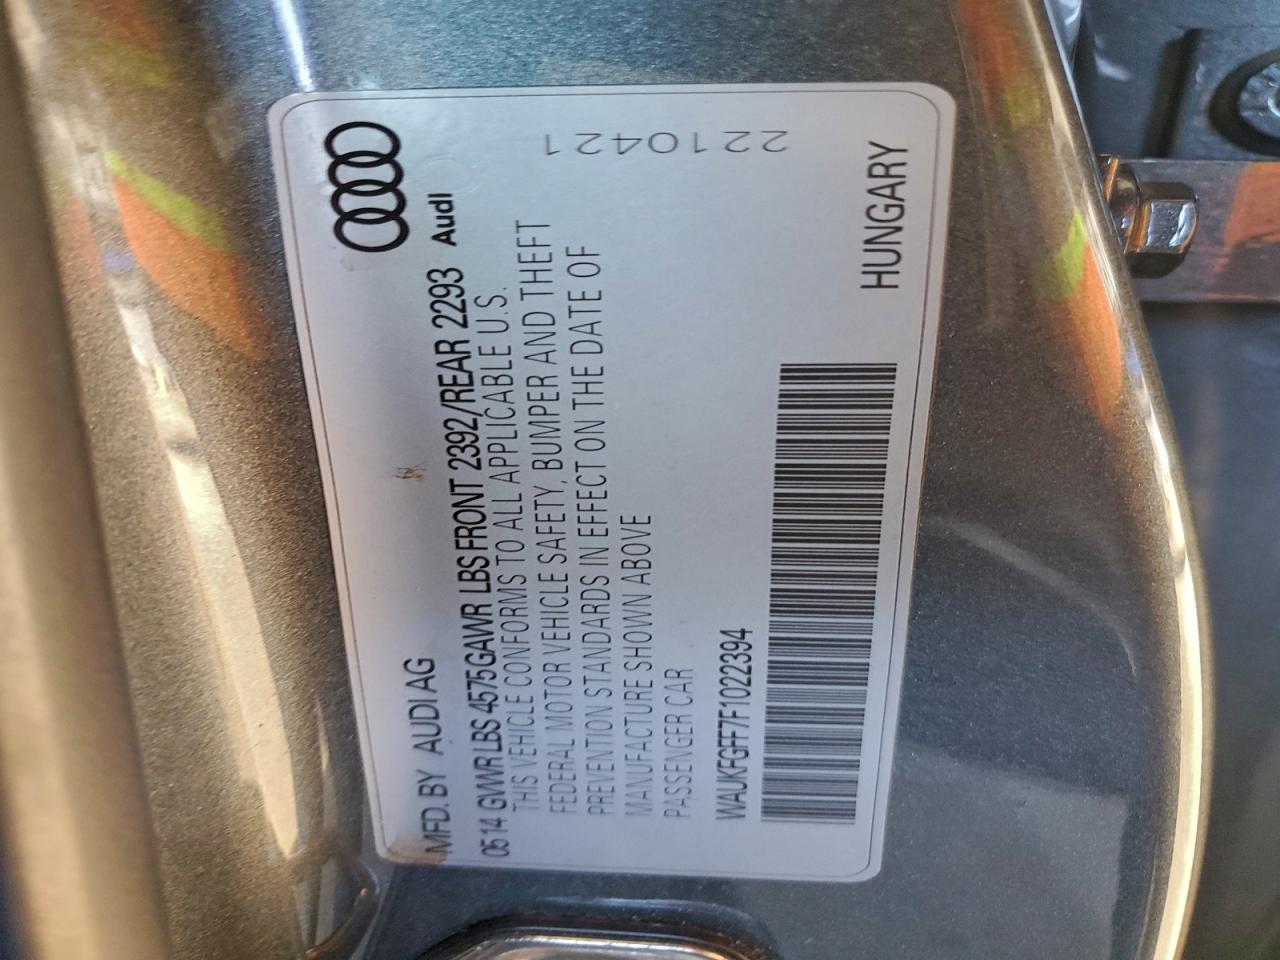 MFD. BY AUDI AG
Audi
05 14 GVWR LBS 4575 GAWR LBS FRONT 2392/REAR 2293
THIS VEHICLE CONFORMS TO ALL APPLICABLE U.S.
FEDERAL MOTOR VEHICLE SAFETY, BUMPER AND THEFT
PREVENTION STANDARDS IN EFFECT ON THE DATE OF
MANUFACTURE SHOWN ABOVE
PASSENGER CAR
WAUKFGFF7F1022394
2210421
HUNGARY